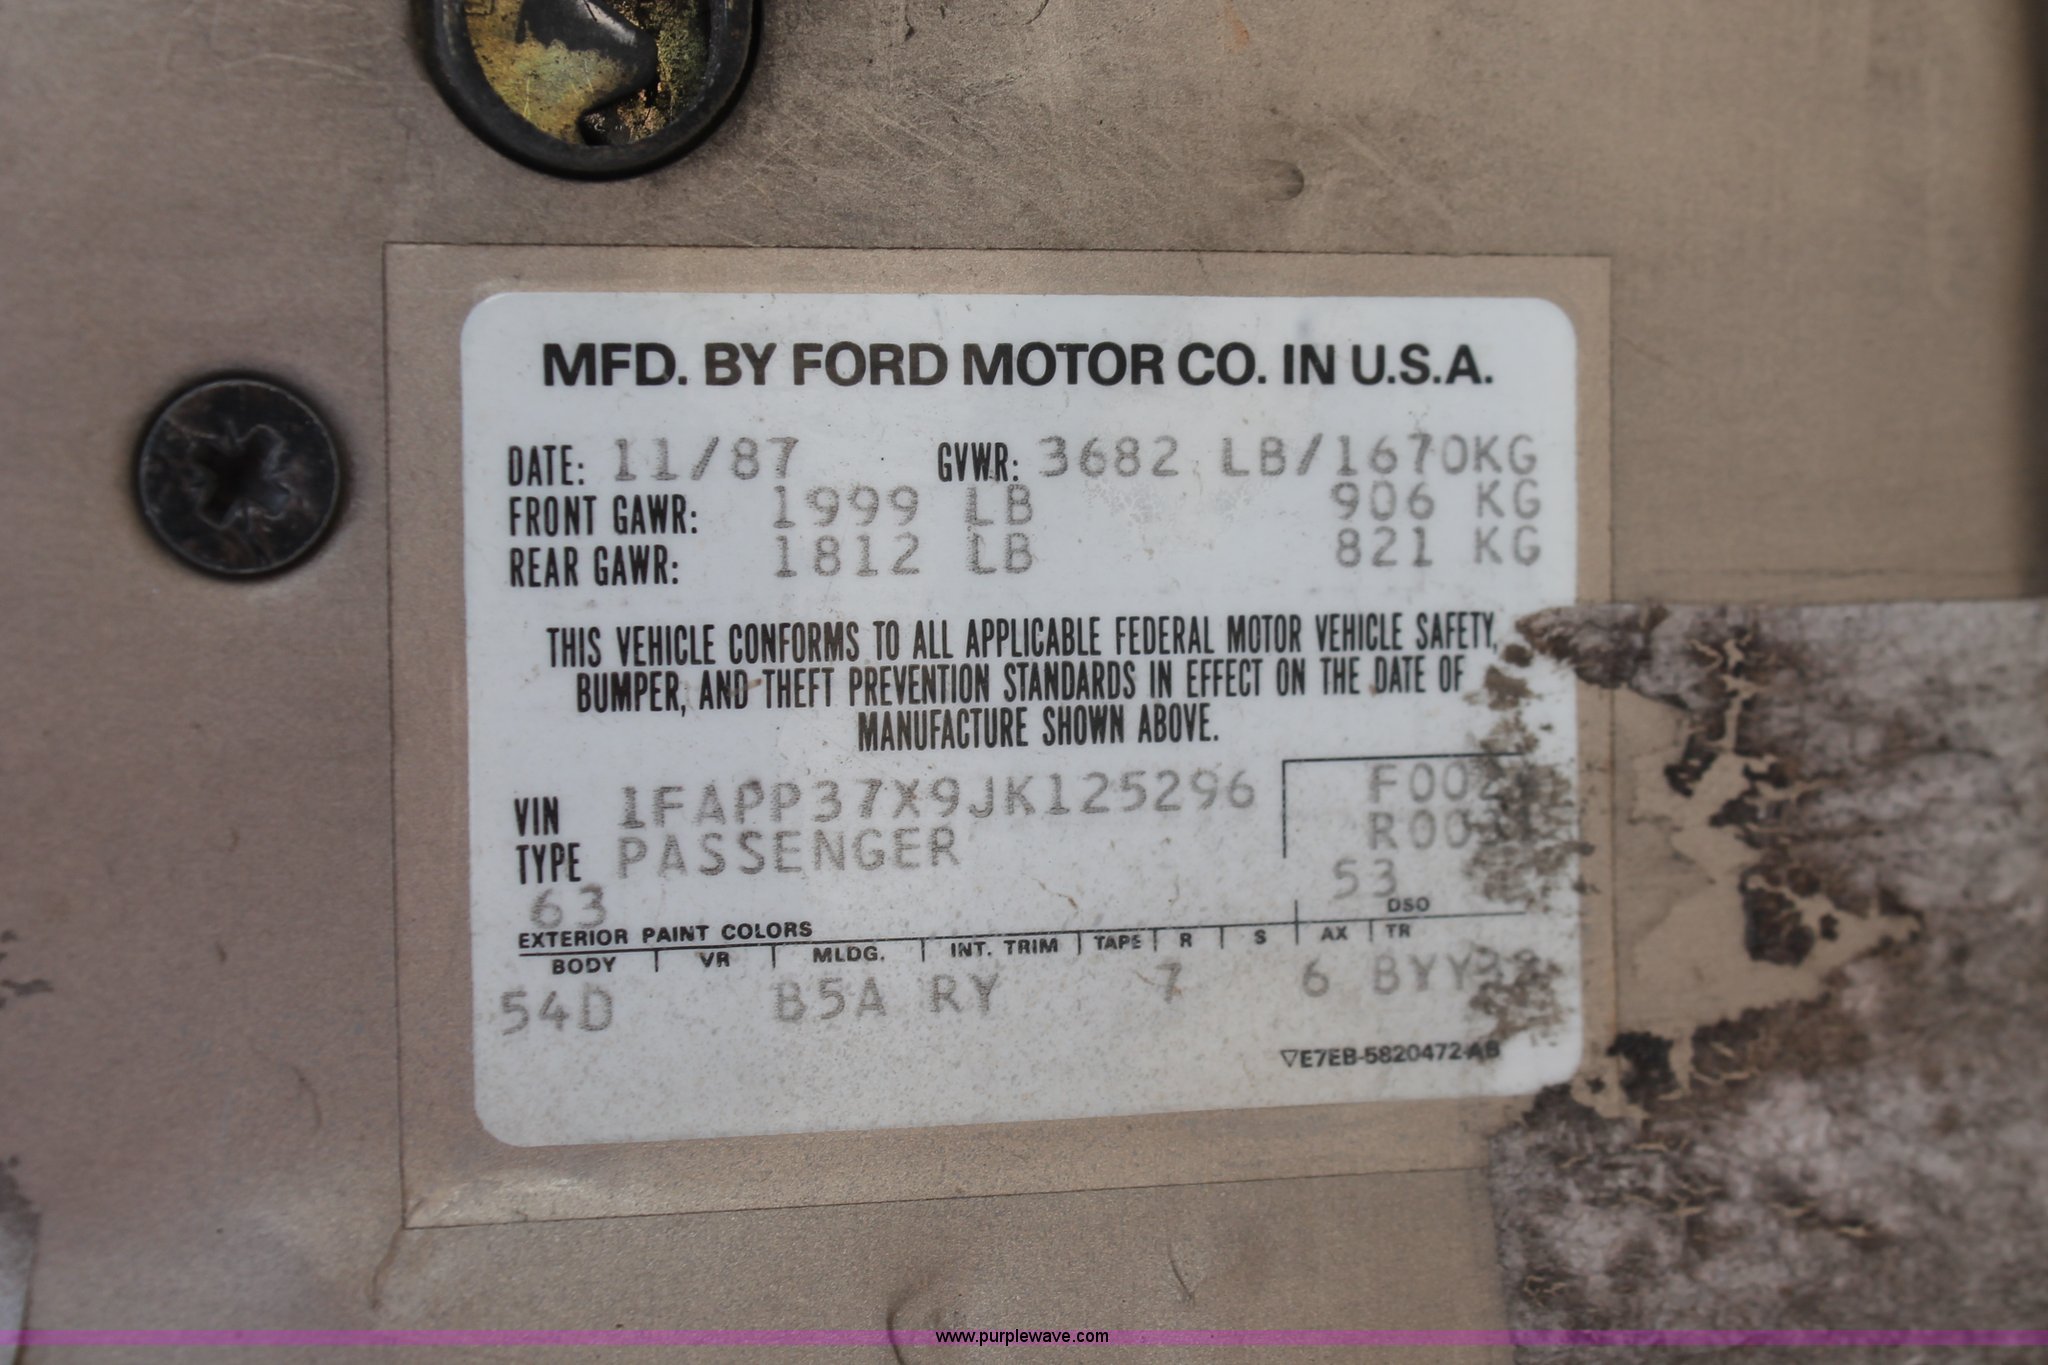 MFD. BY FORD MOTOR CO. IN U.S.A.
DATE: 11/87 GVWR: 3682 LB/1670KG
FRONT GAWR: 1999 LB 906 KG
REAR GAWR: 1812 LB 821 KG
THIS VEHICLE CONFORMS TO ALL APPLICABLE FEDERAL MOTOR VEHICLE SAFETY,
BUMPER, AND THEFT PREVENTION STANDARDS IN EFFECT ON THE DATE OF
MANUFACTURE SHOWN ABOVE.
VIN 1FAPP37X9JK125296
TYPE PASSENGER
63 53
EXTERIOR PAINT COLORS DSO
BODY VR MLDG. INT. TRIM TAPE R S AX TR
54D B5A RY 7 6
▽E7EB-5820472-AB
www.purplewave.com